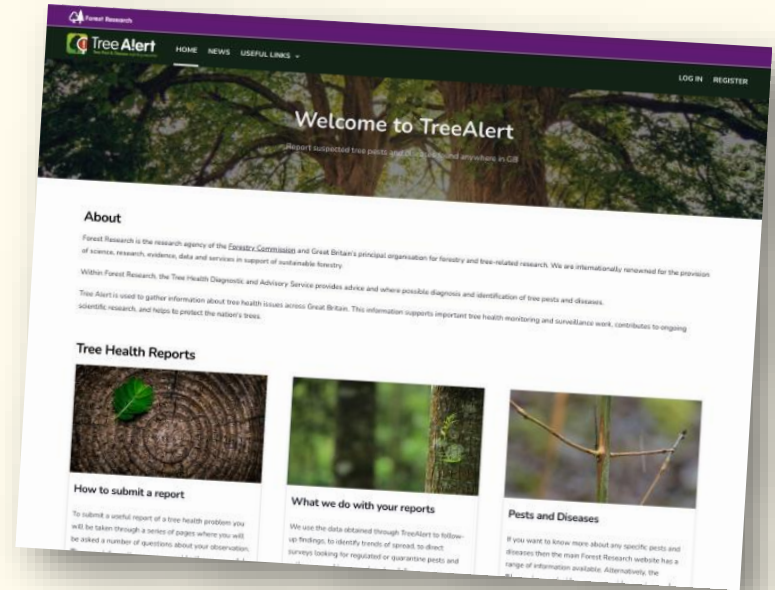 Forest Research
Tree Alert
HOME NEWS USEFUL LINKS
LOG IN REGISTER
Welcome to TreeAlert
Report suspected tree pests and diseases found anywhere in GB
About
Forest Research is the research agency of the Forestry Commission and Great Britain's principal organisation for forestry and tree-related research. We are internationally renowned for the provision
of science, research, evidence, data and services in support of sustainable forestry.
Within Forest Research, the Tree Health Diagnostic and Advisory Service provides advice and where possible diagnosis and identification of tree pests and diseases.
Tree Alert is used to gather information about tree health issues across Great Britain. This information supports important tree health monitoring and surveillance work, contributes to ongoing
scientific research, and helps to protect the nation's trees.
Tree Health Reports
How to submit a report
To submit a useful report of a tree health problem you
will be taken through a series of pages where you will
be asked a number of questions about your observation.
What we do with your reports
We use the data obtained through TreeAlert to follow-
up findings, to identify trends of spread, to direct
surveys looking for regulated or quarantine pests and
Pests and Diseases
If you want to know more about any specific pests and
diseases then the main Forest Research website has a
range of information available. Alternatively, the